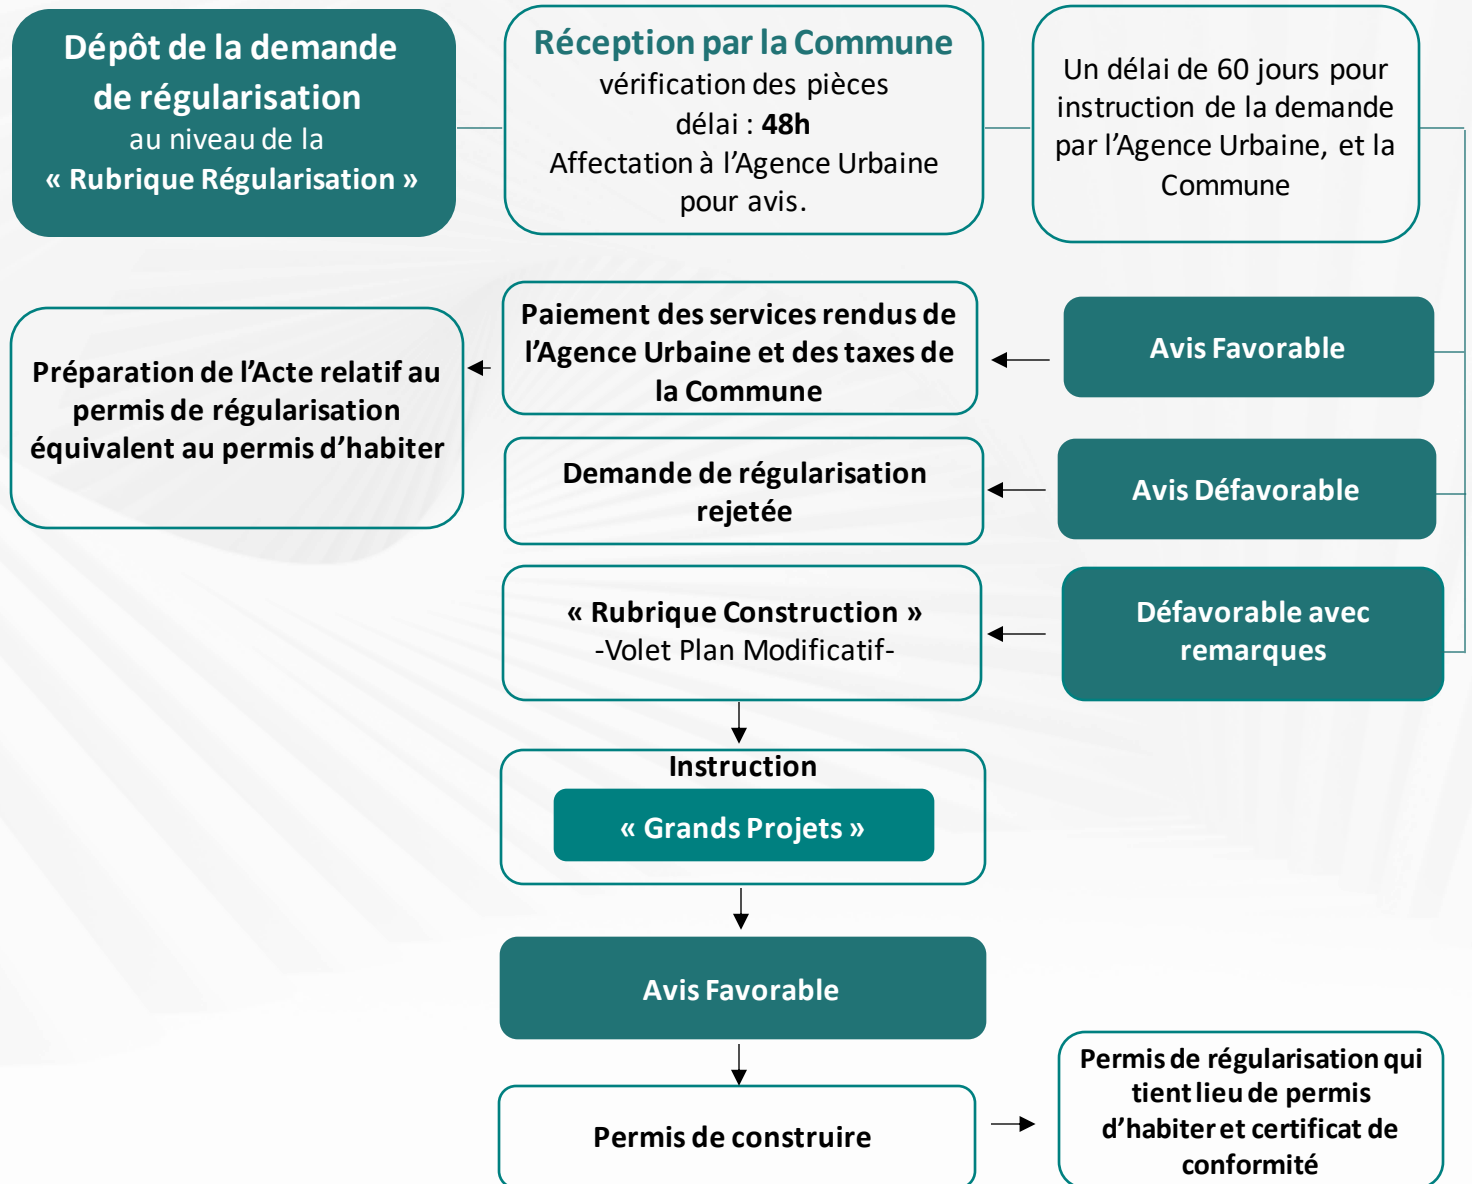 Dépôt de la demande
de régularisation
au niveau de la
« Rubrique Régularisation »
Réception par la Commune
vérification des pièces
délai : 48h
Affectation à l’Agence Urbaine
pour avis.
Un délai de 60 jours pour
instruction de la demande
par l’Agence Urbaine, et la
Commune
Avis Favorable
Paiement des services rendus de
l’Agence Urbaine et des taxes de
la Commune
Préparation de l’Acte relatif au
permis de régularisation
équivalent au permis d’habiter
Avis Défavorable
Demande de régularisation
rejetée
Défavorable avec
remarques
« Rubrique Construction »
-Volet Plan Modificatif-
Instruction
« Grands Projets »
Avis Favorable
Permis de construire
Permis de régularisation qui
tient lieu de permis
d’habiter et certificat de
conformité